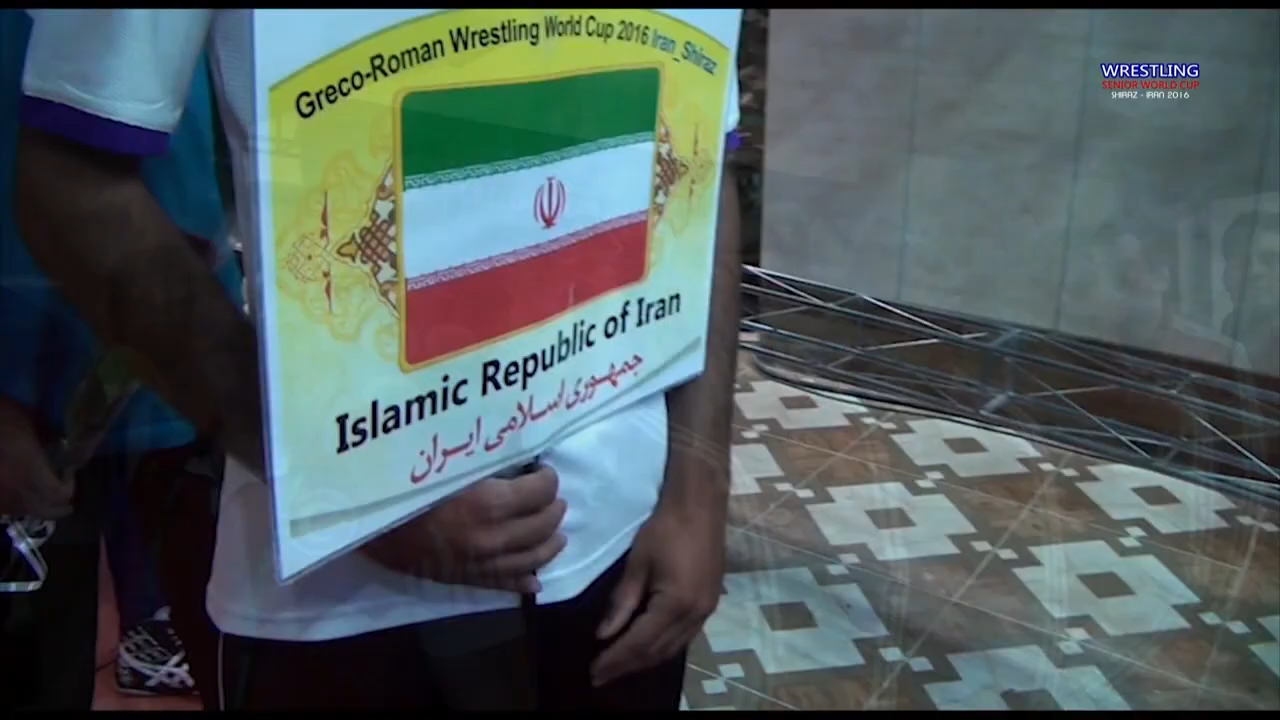 Greco-Roman Wrestling World Cup 2016 Iran_Shiraz
WRESTLING
SENIOR WORLD CUP
SHIRAZ - IRAN 2016
Islamic Republic of Iran
جمهوری اسلامی ایران